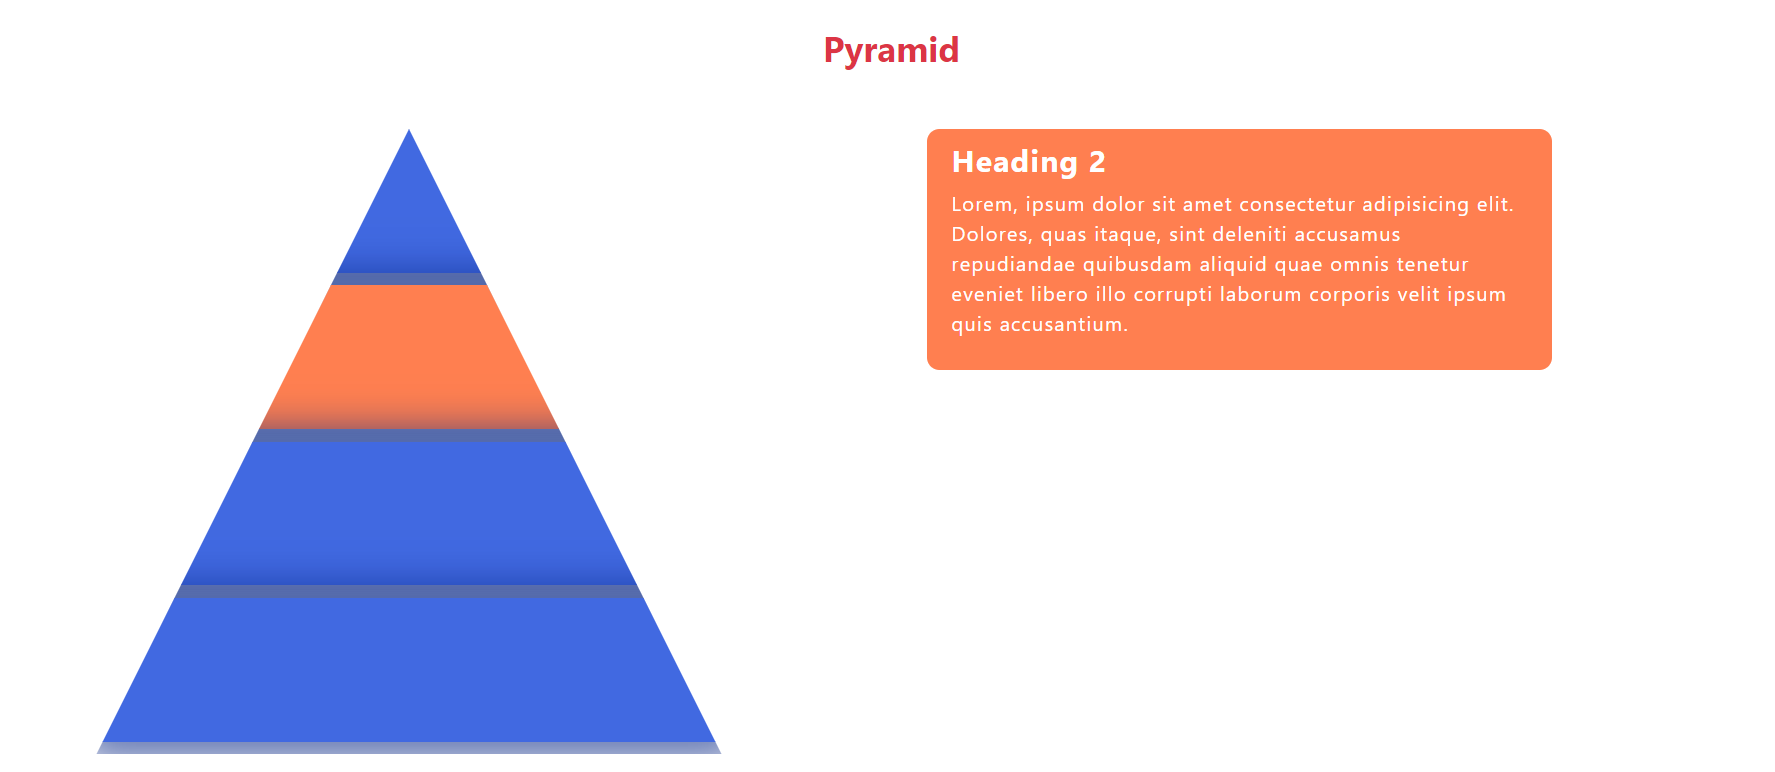 Pyramid
Heading 2
Lorem, ipsum dolor sit amet consectetur adipisicing elit.
Dolores, quas itaque, sint deleniti accusamus
repudiandae quibusdam aliquid quae omnis tenetur
eveniet libero illo corrupti laborum corporis velit ipsum
quis accusantium.